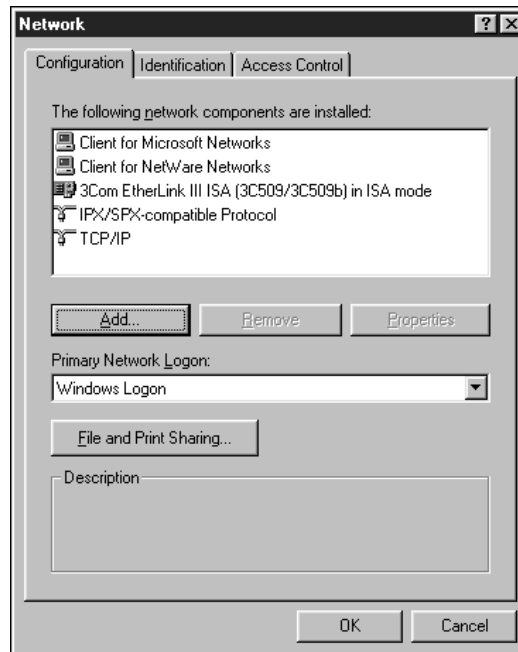 Network
Configuration
Identification
Access Control
The following network components are installed:
Client for Microsoft Networks
Client for NetWare Networks
3Com EtherLink III ISA (3C509/3C509b) in ISA mode
IPX/SPX-compatible Protocol
TCP/IP
Add...
Remove
Properties
Primary Network Logon:
Windows Logon
File and Print Sharing...
Description
OK
Cancel